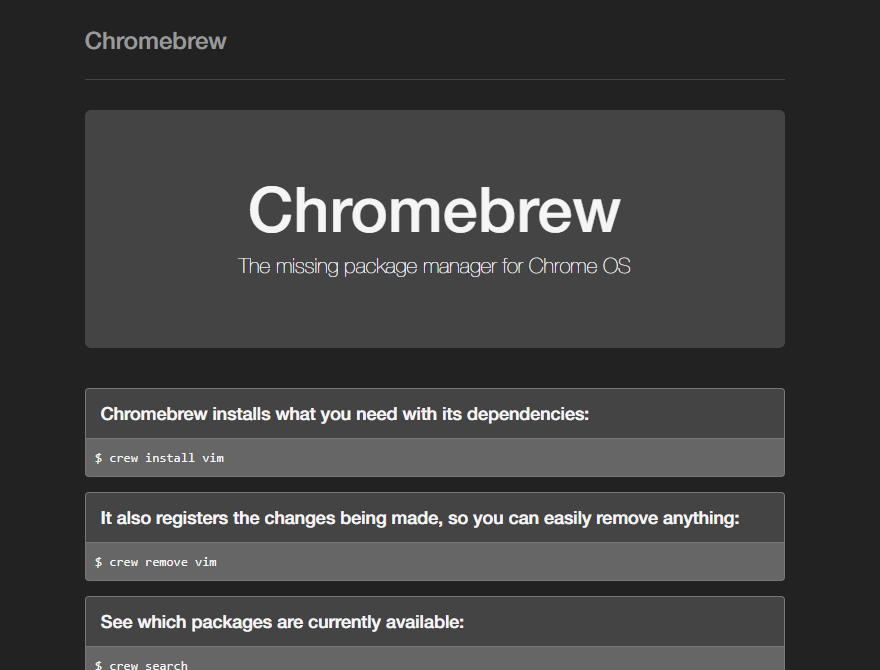 Chromebrew
Chromebrew
The missing package manager for Chrome OS
Chromebrew installs what you need with its dependencies:
$ crew install vim
It also registers the changes being made, so you can easily remove anything:
$ crew remove vim
See which packages are currently available:
$ crew search